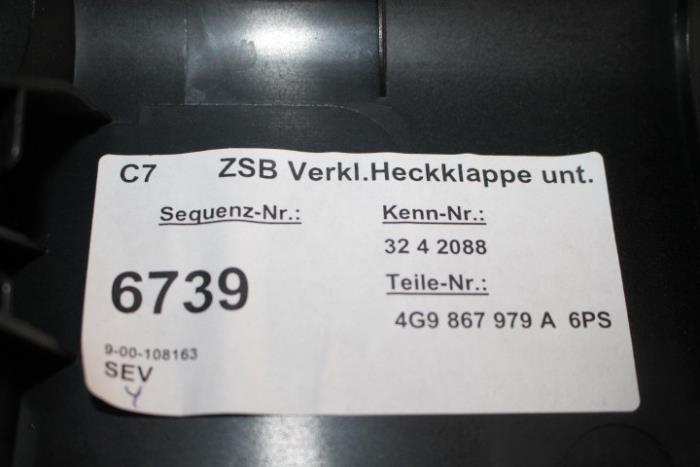 C7 ZSB Verkl.Heckklappe unt.
Sequenz-Nr.: Kenn-Nr.:
32 4 2088
6739 Teile-Nr.:
4G9 867 979 A 6PS
9-00-108163
SEV
Y